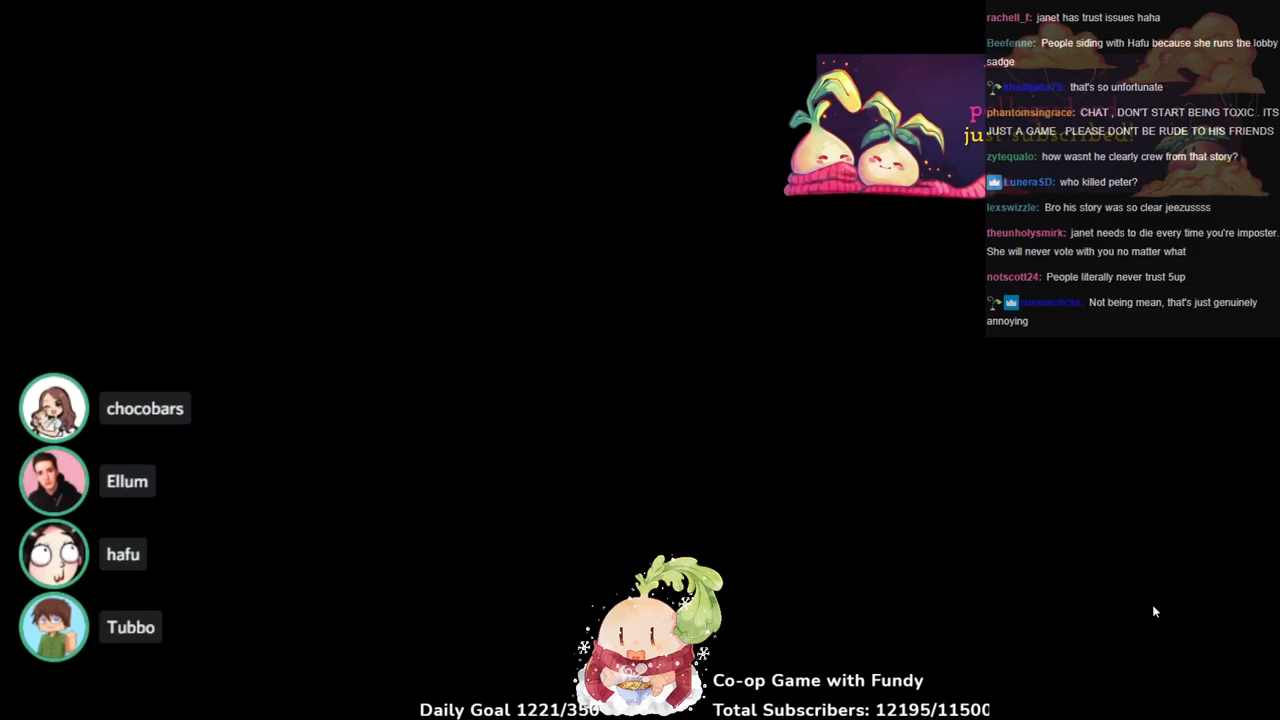 rachell_f: janet has trust issues haha
Beefenne: People siding with Hafu because she runs the lobby
sadge
that's so unfortunate
phantomsingrace: CHAT , DON'T START BEING TOXIC . ITS
JUST A GAME . PLEASE DON'T BE RUDE TO HIS FRIENDS
just subscribed!
zytequalo: how wasnt he clearly crew from that story?
LuneraSD: who killed peter?
lexswizzle: Bro his story was so clear jeezussss
theunholysmirk: janet needs to die every time you're imposter.
She will never vote with you no matter what
notscott24: People literally never trust 5up
Not being mean, that's just genuinely
annoying
chocobars
Ellum
hafu
Tubbo
Co-op Game with Fundy
Daily Goal 1221/350
Total Subscribers: 12195/11500